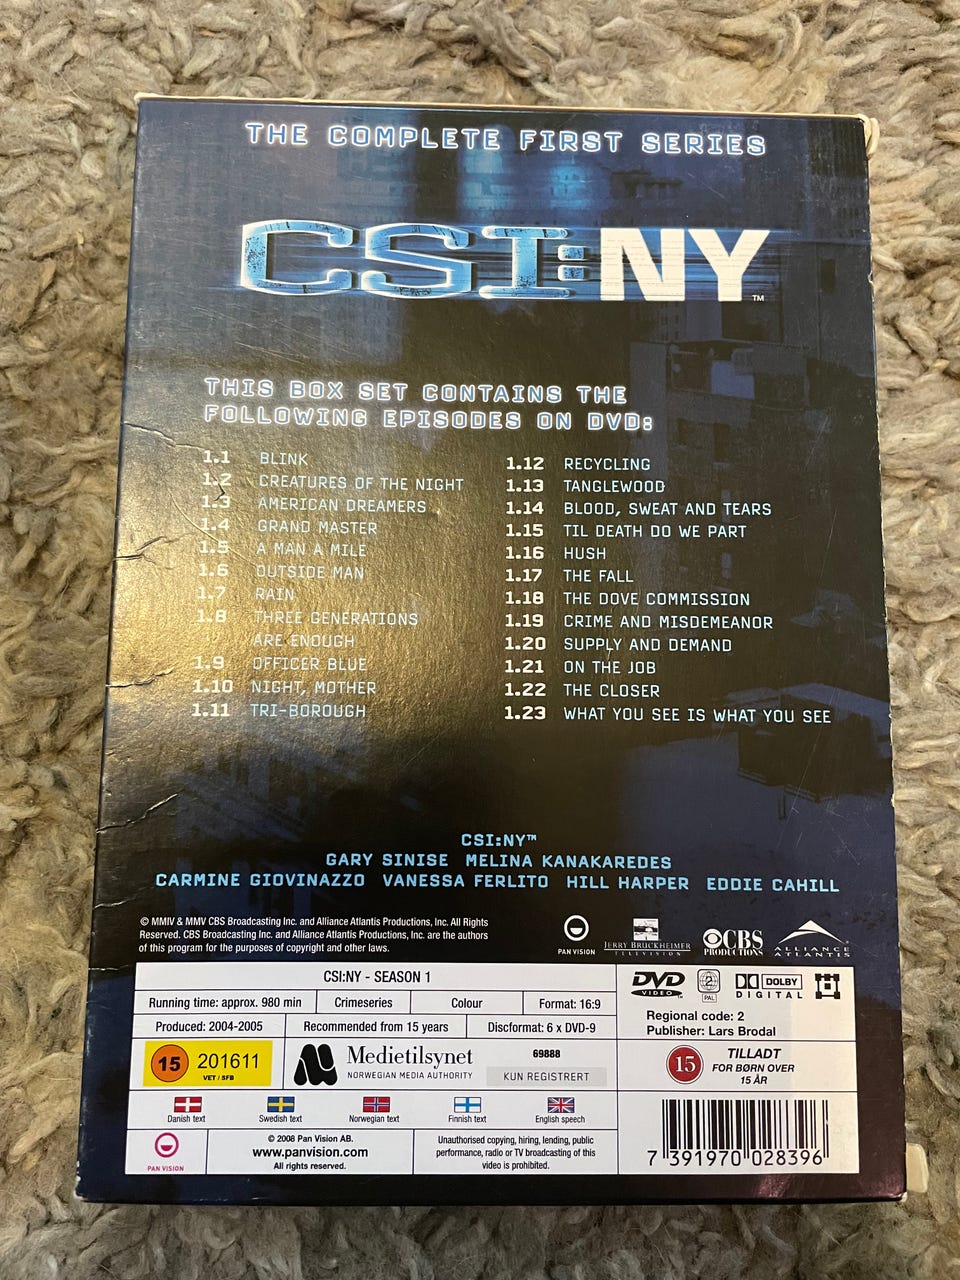 THE COMPLETE FIRST SERIES
CSI:NY™
THIS BOX SET CONTAINS THE
FOLLOWING EPISODES ON DVD:
1.1 BLINK
1.2 CREATURES OF THE NIGHT
1.3 AMERICAN DREAMERS
1.4 GRAND MASTER
1.5 A MAN A MILE
1.6 OUTSIDE MAN
1.7 RAIN
1.8 THREE GENERATIONS
ARE ENOUGH
1.9 OFFICER BLUE
1.10 NIGHT, MOTHER
1.11 TRI-BOROUGH
1.12 RECYCLING
1.13 TANGLEWOOD
1.14 BLOOD, SWEAT AND TEARS
1.15 TIL DEATH DO WE PART
1.16 HUSH
1.17 THE FALL
1.18 THE DOVE COMMISSION
1.19 CRIME AND MISDEMEANOR
1.20 SUPPLY AND DEMAND
1.21 ON THE JOB
1.22 THE CLOSER
1.23 WHAT YOU SEE IS WHAT YOU SEE
CSI:NY™
GARY SINISE MELINA KANAKAREDES
CARMINE GIOVINAZZO VANESSA FERLITO HILL HARPER EDDIE CAHILL
© MMIV & MMV CBS Broadcasting Inc. and Alliance Atlantis Productions, Inc. All Rights
Reserved. CBS Broadcasting Inc. and Alliance Atlantis Productions, Inc. are the authors
of this program for the purposes of copyright and other laws.
PAN VISION
JERRY BRUCKHEIMER
TELEVISION
CBS
PRODUCTIONS
ALLIANCE
ATLANTIS
CSI:NY - SEASON 1
Running time: approx. 980 min
Crimeseries
Colour
Format: 16:9
Produced: 2004-2005
Recommended from 15 years
Discformat: 6 x DVD-9
DVD
VIDEO
2
PAL
DOLBY
DIGITAL
Regional code: 2
Publisher: Lars Brodal
15 201611
VET / SFB
Medietilsynet
NORWEGIAN MEDIA AUTHORITY
69888
KUN REGISTRERT
15
TILLADT
FOR BØRN OVER
15 ÅR
Danish text
Swedish text
Norwegian text
Finnish text
English speech
PAN VISION
© 2008 Pan Vision AB.
www.panvision.com
All rights reserved.
Unauthorised copying, hiring, lending, public
performance, radio or TV broadcasting of this
video is prohibited.
7 391970 028396